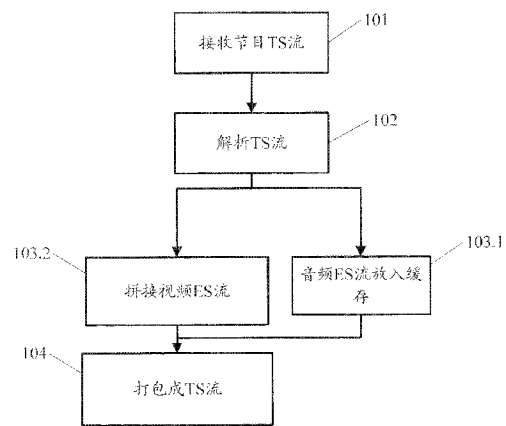 接收节目TS流
101
解析TS流
102
103.2
拼接视频ES流
103.1
音频ES流放入缓
存
104
打包成TS流